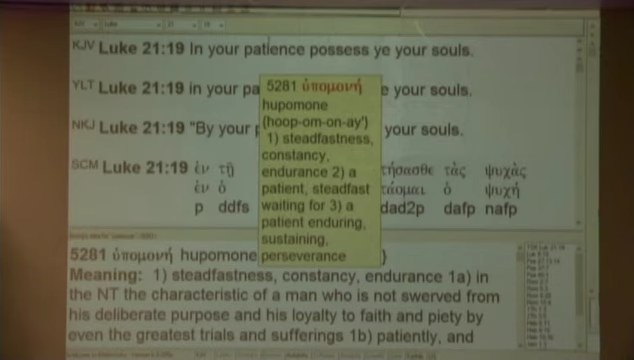 KJV Luke 21:19 In your patience possess ye your souls.
YLT Luke 21:19 in your pa
e your souls.
NKJ Luke 21:19 "By your p
your souls.
SCM Luke 21:19 ἐν τῇ
τήσασθε τὰς ψυχὰς
ἐν ὁ
τάομαι ὁ ψυχή
p ddfs
dad2p dafp nafp
5281 ὑπομονή
hupomone
(hoop-om-on-ay')
1) steadfastness,
constancy,
endurance 2) a
patient, steadfast
waiting for 3) a
patient enduring,
sustaining,
perseverance
5281 ὑπομονή hupomone
}
Meaning: 1) steadfastness, constancy, endurance 1a) in
the NT the characteristic of a man who is not swerved from
his deliberate purpose and his loyalty to faith and piety by
even the greatest trials and sufferings 1b) patiently, and